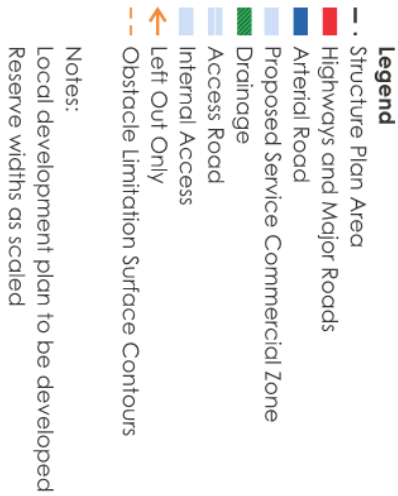 Legend
Structure Plan Area
Highways and Major Roads
Arterial Road
Proposed Service Commercial Zone
Drainage
Access Road
Internal Access
Left Out Only
Obstacle Limitation Surface Contours
Notes:
Local development plan to be developed
Reserve widths as scaled